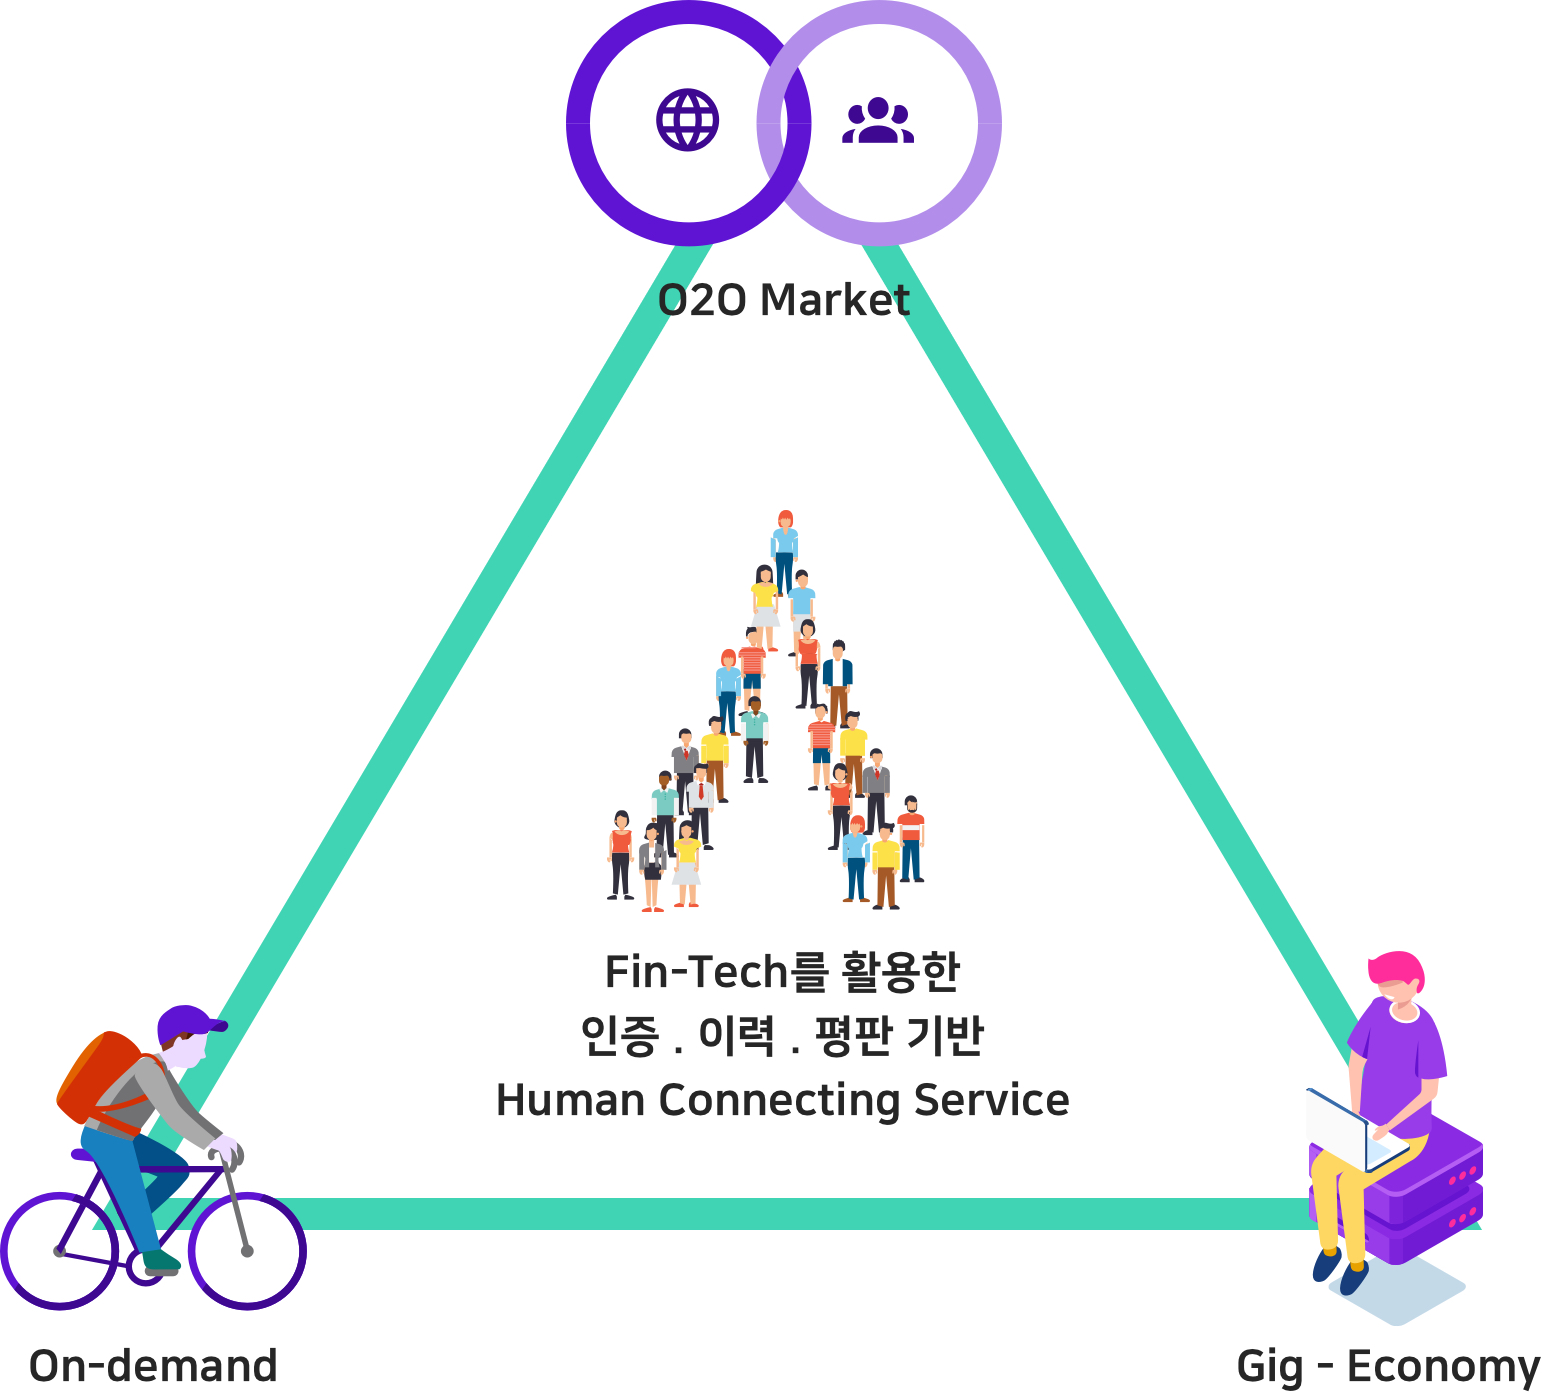 O2O Market
Fin-Tech를 활용한
인증 . 이력 . 평판 기반
Human Connecting Service
On-demand
Gig - Economy